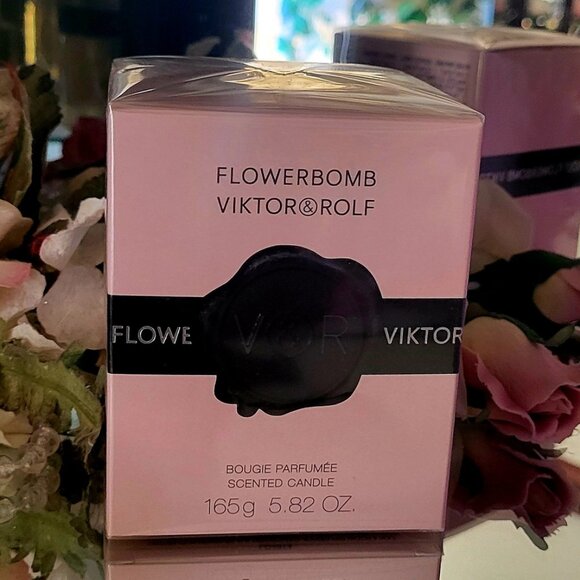 FLOWERBOMB
VIKTOR&ROLF
FLOWE
V&R
VIKTOR
BOUGIE PARFUMÉE
SCENTED CANDLE
165g 5.82 OZ.